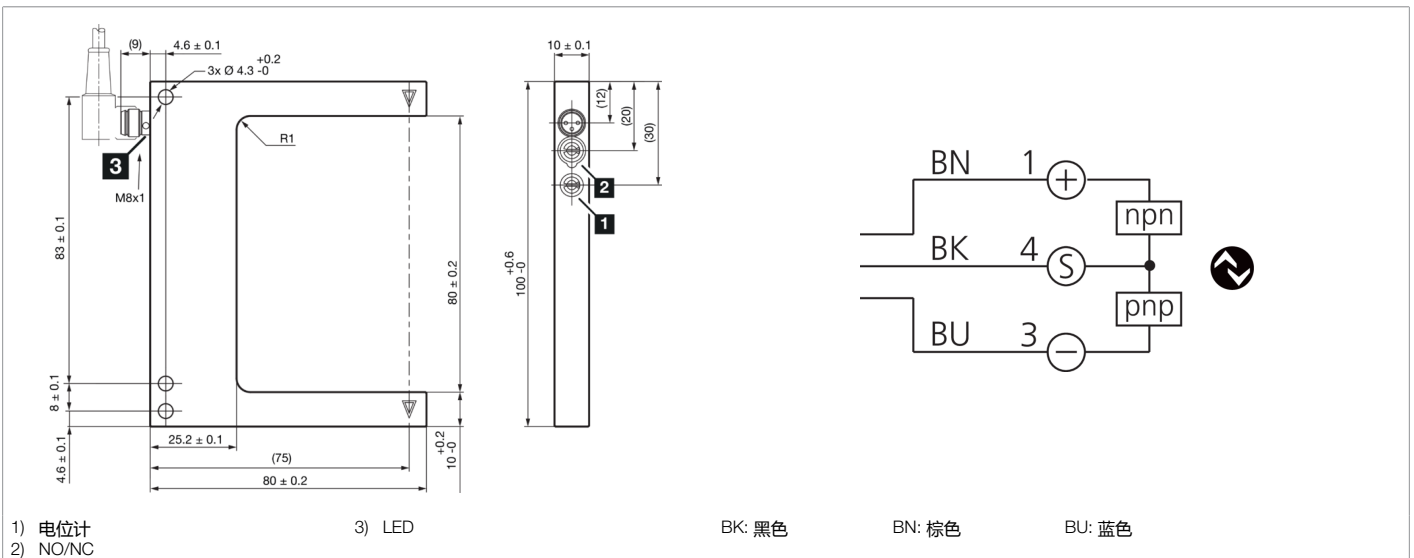 (9)
4.6 ± 0.1
3x Ø 4.3 +0.2 -0
R1
3
M8x1
83 ± 0.1
8 ± 0.1
4.6 ± 0.1
25.2 ± 0.1
(75)
80 ± 0.2
80 ± 0.2
+0.2
10 -0
10 ± 0.1
(12)
(20)
(30)
2
1
+0.6
100 -0
BN 1 +
npn
BK 4 S
pnp
BU 3 −
1) 电位计
3) LED
BK: 黑色
BN: 棕色
BU: 蓝色
2) NO/NC